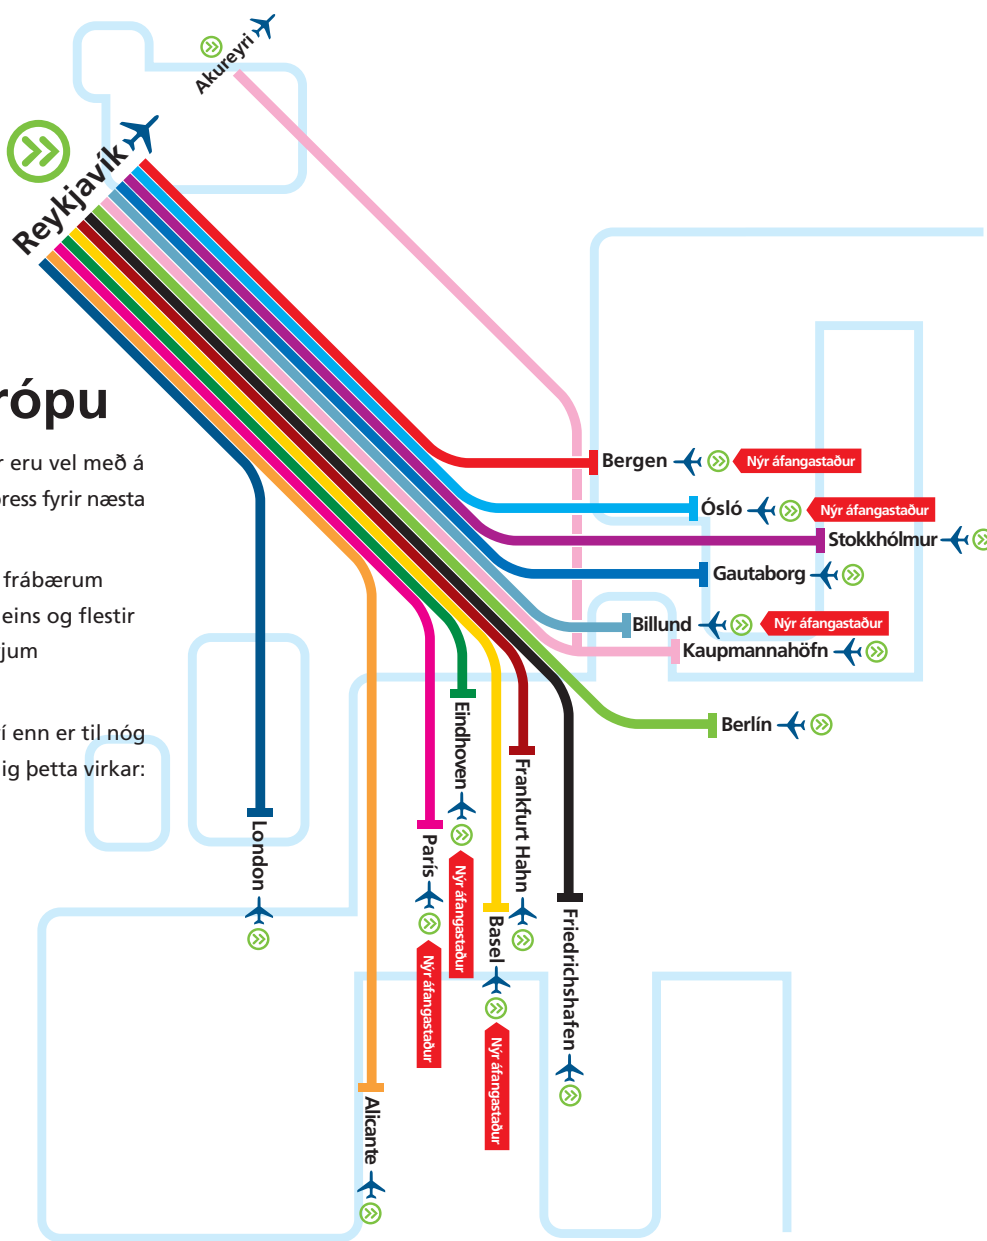 Akureyri
Reykjavík
rópu
r eru vel með á
press fyrir næsta
frábærum
eins og flestir
jum
í enn er til nóg
ig þetta virkar:
Bergen
Nýr áfangastaður
Ósló
Nýr áfangastaður
Stokkhólmur
Gautaborg
Billund
Nýr áfangastaður
Kaupmannahöfn
Berlín
London
Alicante
París
Nýr áfangastaður
Eindhoven
Nýr áfangastaður
Basel
Nýr áfangastaður
Frankfurt Hahn
Friedrichshafen